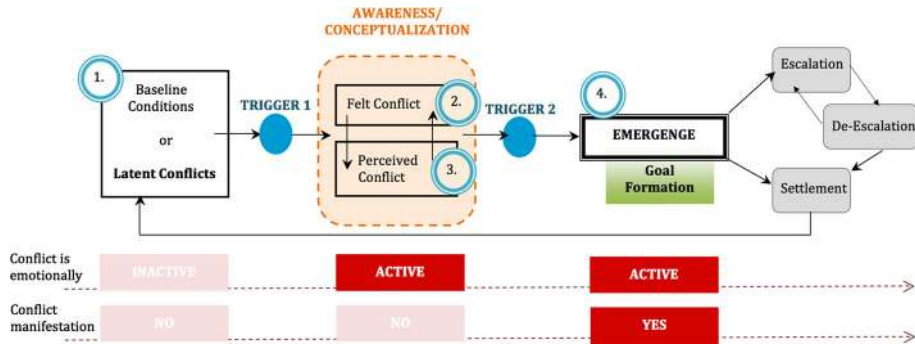 AWARENESS/
CONCEPTUALIZATION
1.
Baseline
Conditions
or
Latent Conflicts
TRIGGER 1
Felt Conflict
2.
Perceived
Conflict
3.
TRIGGER 2
4.
EMERGENGE
Goal
Formation
Escalation
De-Escalation
Settlement
Conflict is
emotionally
INACTIVE
ACTIVE
ACTIVE
Conflict
manifestation
NO
NO
YES